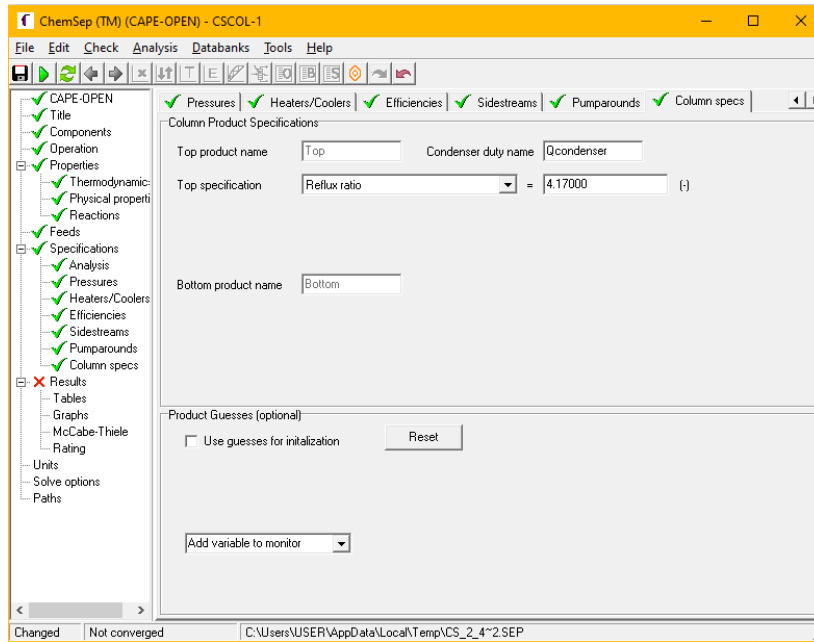 ChemSep (TM) (CAPE-OPEN) - CSCOL-1
File Edit Check Analysis Databanks Tools Help
CAPE-OPEN
Title
Components
Operation
Properties
Thermodynamic
Physical properti
Reactions
Feeds
Specifications
Analysis
Pressures
Heaters/Coolers
Efficiencies
Sidestreams
Pumparounds
Column specs
Results
Tables
Graphs
McCabe-Thiele
Rating
Units
Solve options
Paths
Pressures Heaters/Coolers Efficiencies Sidestreams Pumparounds Column specs
Column Product Specifications
Top product name Top Condenser duty name Qcondenser
Top specification Reflux ratio = 4.17000 (-)
Bottom product name Bottom
Product Guesses (optional)
Use guesses for initalization Reset
Add variable to monitor
Changed Not converged C:\Users\USER\AppData\Local\Temp\CS_2_4~2.SEP